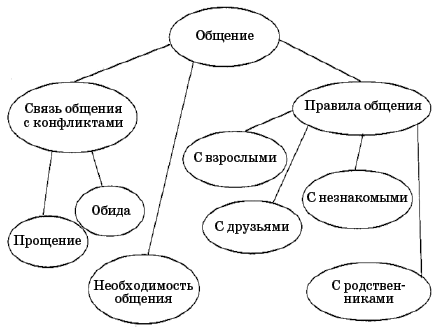 Общение
Связь общения
с конфликтами
Правила общения
С взрослыми
С незнакомыми
Обида
С друзьями
Прощение
Необходимость
общения
С родствен-
никами